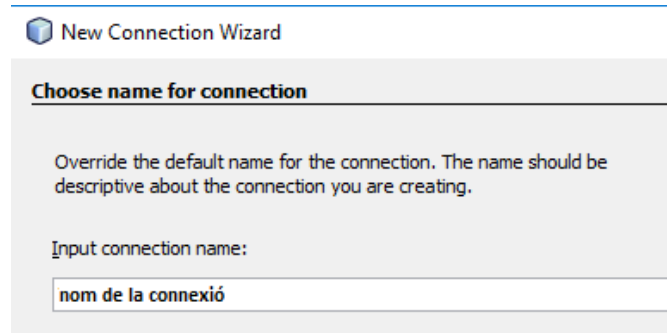 New Connection Wizard
Choose name for connection
Override the default name for the connection. The name should be
descriptive about the connection you are creating.
Input connection name:
nom de la connexió